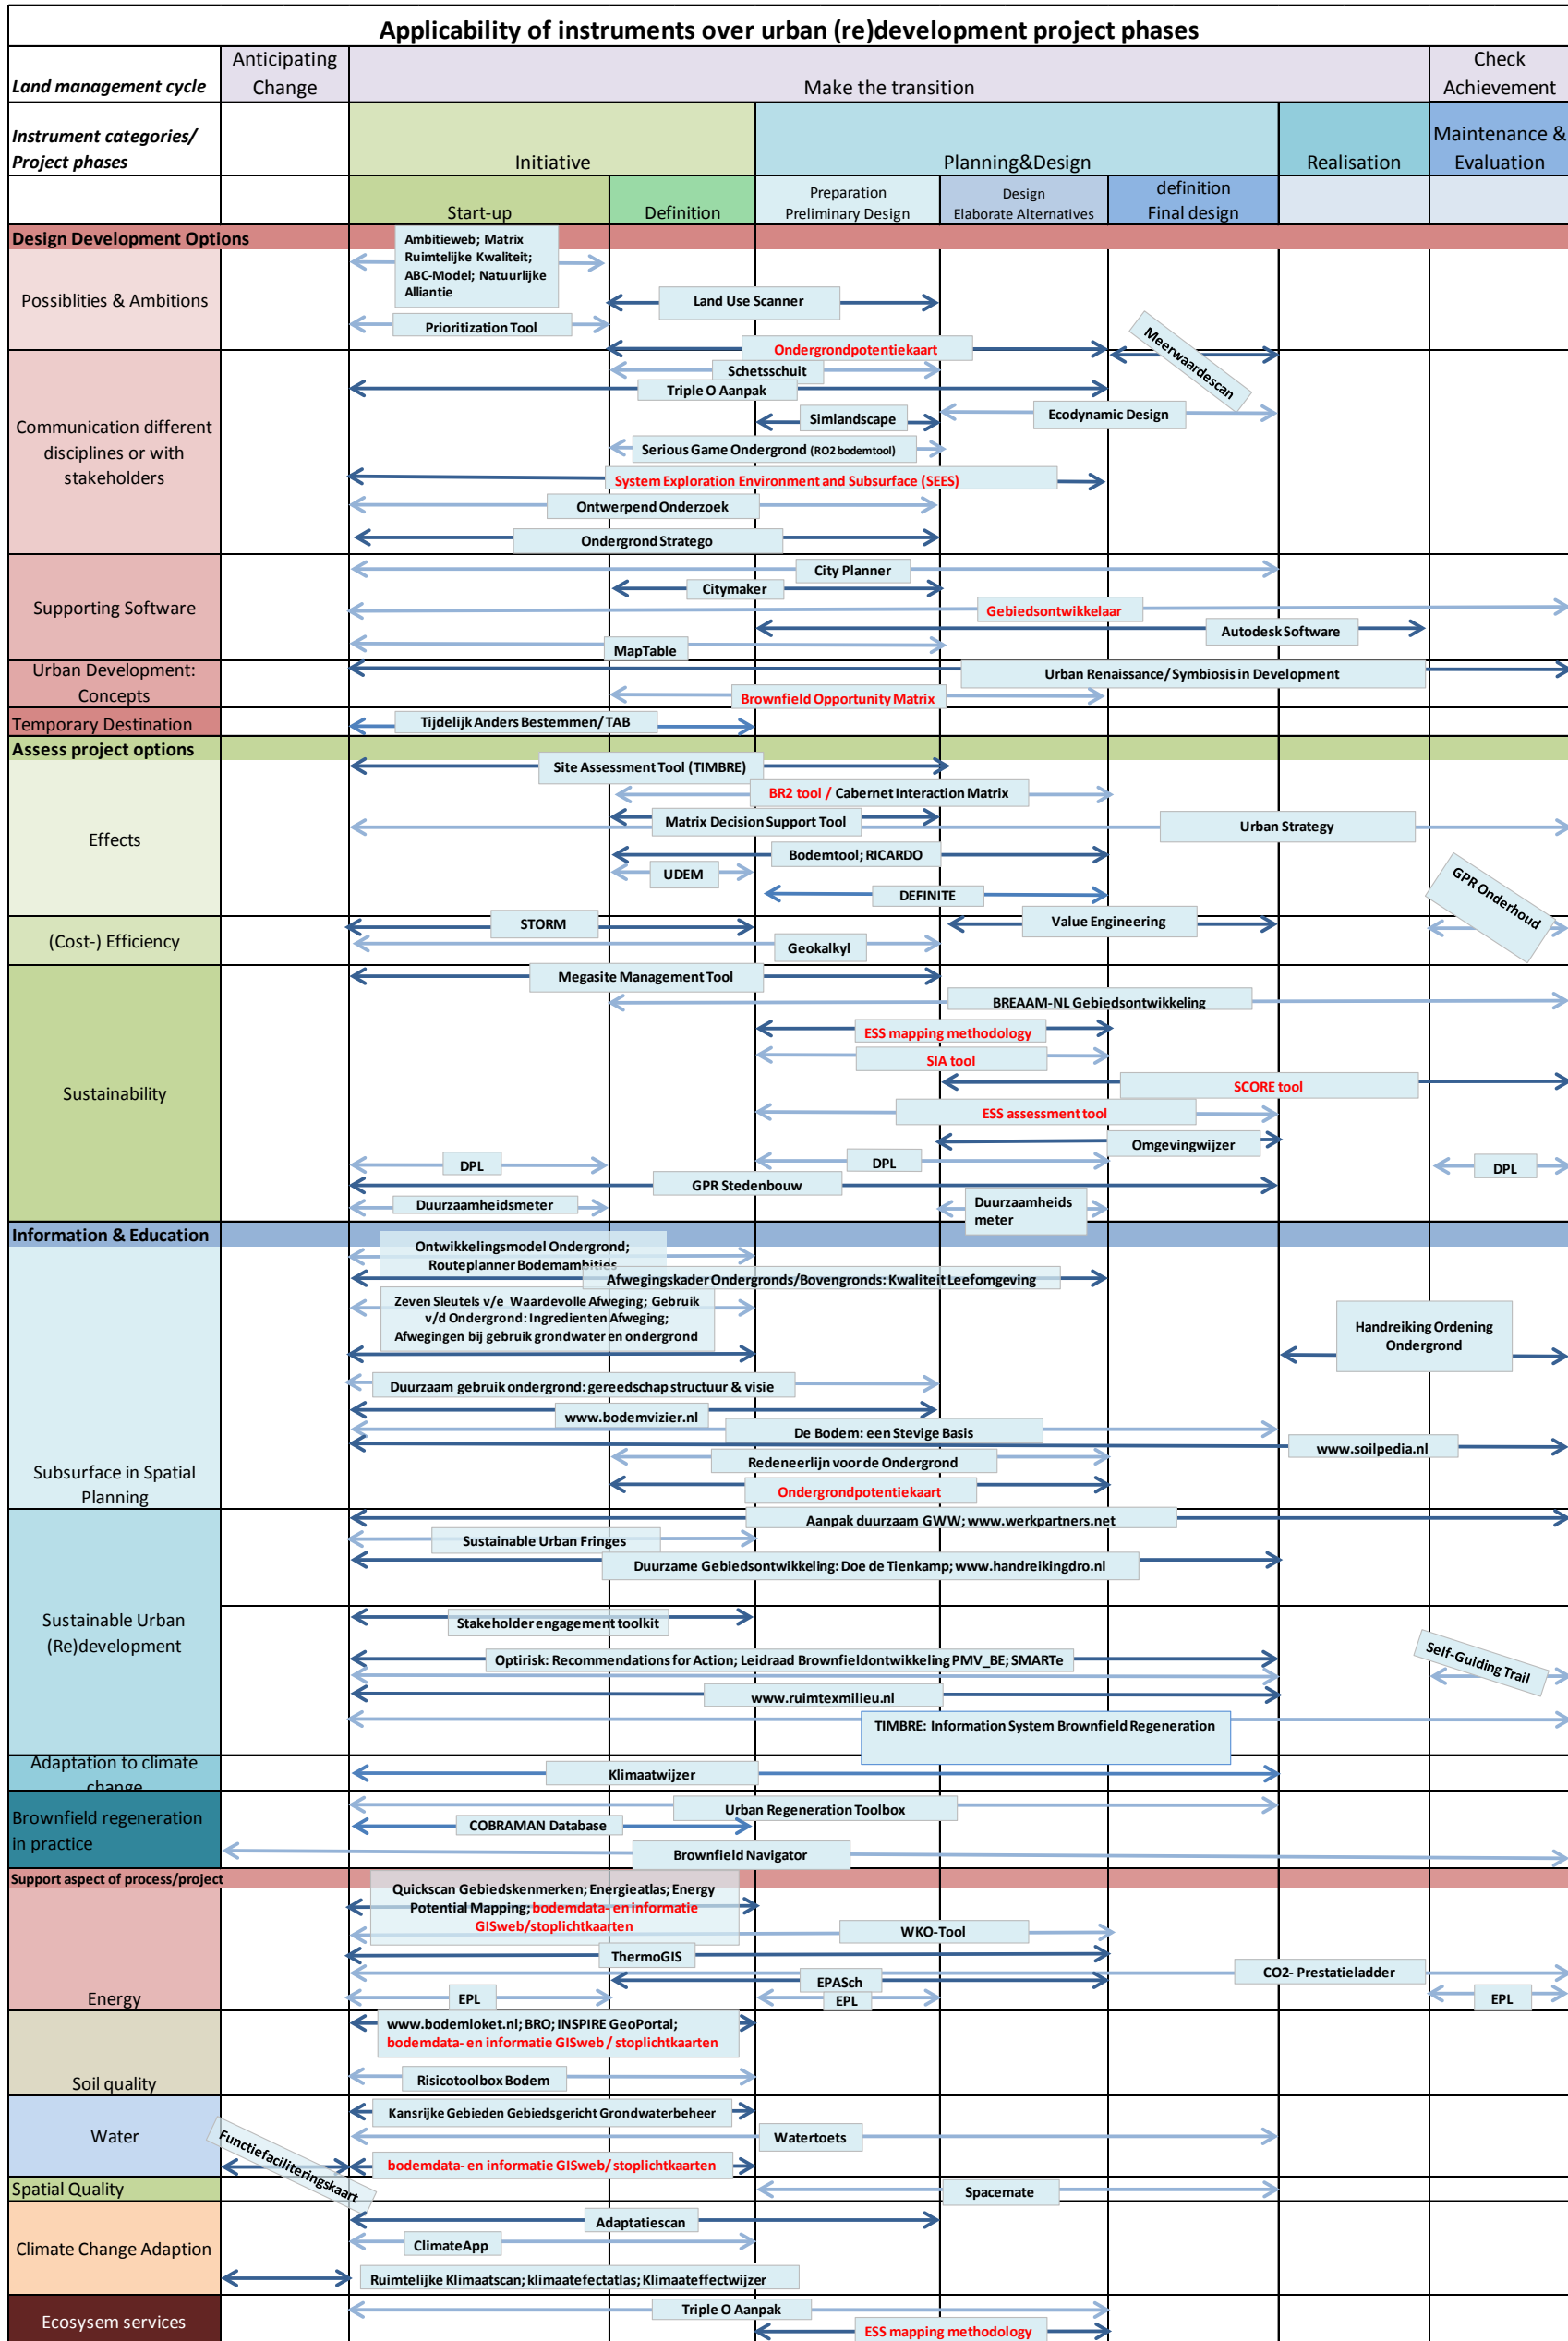 Applicability of instruments over urban (re)development project phases
Land management cycle
Anticipating
Change
Make the transition
Check
Achievement
Instrument categories/
Project phases
Initiative
Planning&Design
Realisation
Maintenance &
Evaluation
Start-up
Definition
Preparation
Preliminary Design
Design
Elaborate Alternatives
definition
Final design
Design Development Options
Possiblities & Ambitions
Ambitieweb; Matrix
Ruimtelijke Kwaliteit;
ABC-Model; Natuurlijke
Alliantie
Land Use Scanner
Prioritization Tool
Ondergrondpotentiekaart
Meerwaardescan
Communication different
disciplines or with
stakeholders
Schetsschuit
Triple O Aanpak
Simlandscape
Ecodynamic Design
Serious Game Ondergrond (RO2 bodemtool)
System Exploration Environment and Subsurface (SEES)
Ontwerpend Onderzoek
Ondergrond Stratego
Supporting Software
City Planner
Citymaker
Gebiedsontwikkelaar
Autodesk Software
MapTable
Urban Development:
Concepts
Urban Renaissance/ Symbiosis in Development
Brownfield Opportunity Matrix
Temporary Destination
Tijdelijk Anders Bestemmen/ TAB
Assess project options
Effects
Site Assessment Tool (TIMBRE)
BR2 tool / Cabernet Interaction Matrix
Matrix Decision Support Tool
Urban Strategy
Bodemtool; RICARDO
UDEM
DEFINITE
GPR Onderhoud
(Cost-) Efficiency
STORM
Value Engineering
Geokalkyl
Sustainability
Megasite Management Tool
BREAAM-NL Gebiedsontwikkeling
ESS mapping methodology
SIA tool
SCORE tool
ESS assessment tool
Omgevingwijzer
DPL
DPL
DPL
GPR Stedenbouw
Duurzaamheidsmeter
Duurzaamheids
meter
Information & Education
Subsurface in Spatial
Planning
Ontwikkelingsmodel Ondergrond;
Routeplanner Bodemambities
Afwegingskader Ondergronds/Bovengronds: Kwaliteit Leefomgeving
Zeven Sleutels v/e Waardevolle Afweging; Gebruik
v/d Ondergrond: Ingredienten Afweging;
Afwegingen bij gebruik grondwater en ondergrond
Handreiking Ordening
Ondergrond
Duurzaam gebruik ondergrond: gereedschap structuur & visie
www.bodemvizier.nl
De Bodem: een Stevige Basis
www.soilpedia.nl
Redeneerlijn voor de Ondergrond
Ondergrondpotentiekaart
Sustainable Urban
(Re)development
Aanpak duurzaam GWW; www.werkpartners.net
Sustainable Urban Fringes
Duurzame Gebiedsontwikkeling: Doe de Tienkamp; www.handreikingdro.nl
Stakeholder engagement toolkit
Optirisk: Recommendations for Action; Leidraad Brownfieldontwikkeling PMV_BE; SMARTe
Self-Guiding Trail
www.ruimtexmilieu.nl
TIMBRE: Information System Brownfield Regeneration
Adaptation to climate
change
Klimaatwijzer
Brownfield regeneration
in practice
Urban Regeneration Toolbox
COBRAMAN Database
Brownfield Navigator
Support aspect of process/project
Energy
Quickscan Gebiedskenmerken; Energieatlas; Energy
Potential Mapping; bodemdata- en informatie
GISweb/stoplichtkaarten
WKO-Tool
ThermoGIS
CO2- Prestatieladder
EPASch
EPL
EPL
EPL
Soil quality
www.bodemloket.nl; BRO; INSPIRE GeoPortal;
bodemdata- en informatie GISweb / stoplichtkaarten
Risicotoolbox Bodem
Water
Kansrijke Gebieden Gebiedsgericht Grondwaterbeheer
Watertoets
Functiefaciliteringskaart
bodemdata- en informatie GISweb/ stoplichtkaarten
Spatial Quality
Spacemate
Climate Change Adaption
Adaptatiescan
ClimateApp
Ruimtelijke Klimaatscan; klimaatefectatlas; Klimaateffectwijzer
Ecosysem services
Triple O Aanpak
ESS mapping methodology